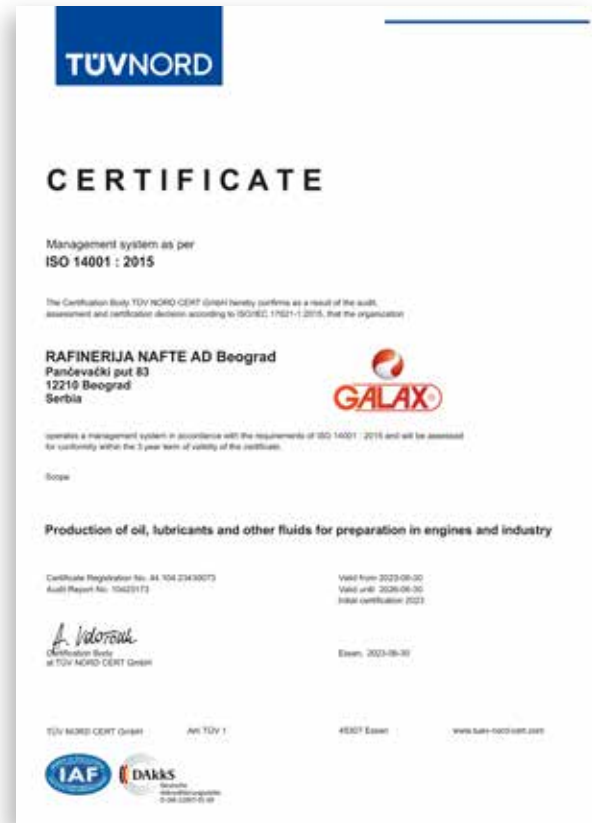 TÜVNORD
CERTIFICATE
Management system as per
ISO 14001 : 2015
The Certification Body TÜV NORD CERT GmbH hereby confirms as a result of the audit,
assessment and certification decision according to ISO/IEC 17021-1:2015, that the organization
RAFINERIJA NAFTE AD Beograd
Pančevački put 83
12210 Beograd
Serbia
GALAX
operates a management system in accordance with the requirements of ISO 14001 : 2015 and will be assessed
for conformity within the 3 year term of validity of the certificate.
Scope
Production of oil, lubricants and other fluids for preparation in engines and industry
Certificate Registration No. 44 104 23430073
Audit Report No.
Valid from 2023-06-30
Valid until 2026-06-30
Initial certification 2023
Certification Body
at TÜV NORD CERT GmbH
Essen, 2023-06-30
TÜV NORD CERT GmbH
Am TÜV 1
45307 Essen
www.tuev-nord-cert.com
IAF
DAkkS
Deutsche
Akkreditierungsstelle